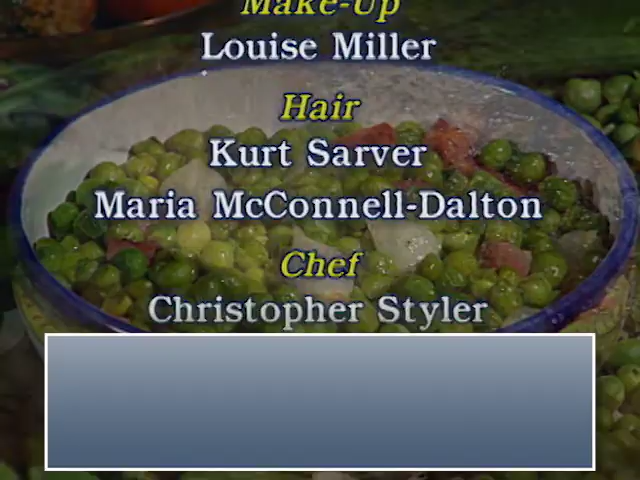 Make-Up
Louise Miller
Hair
Kurt Sarver
Maria McConnell-Dalton
Chef
Christopher Styler